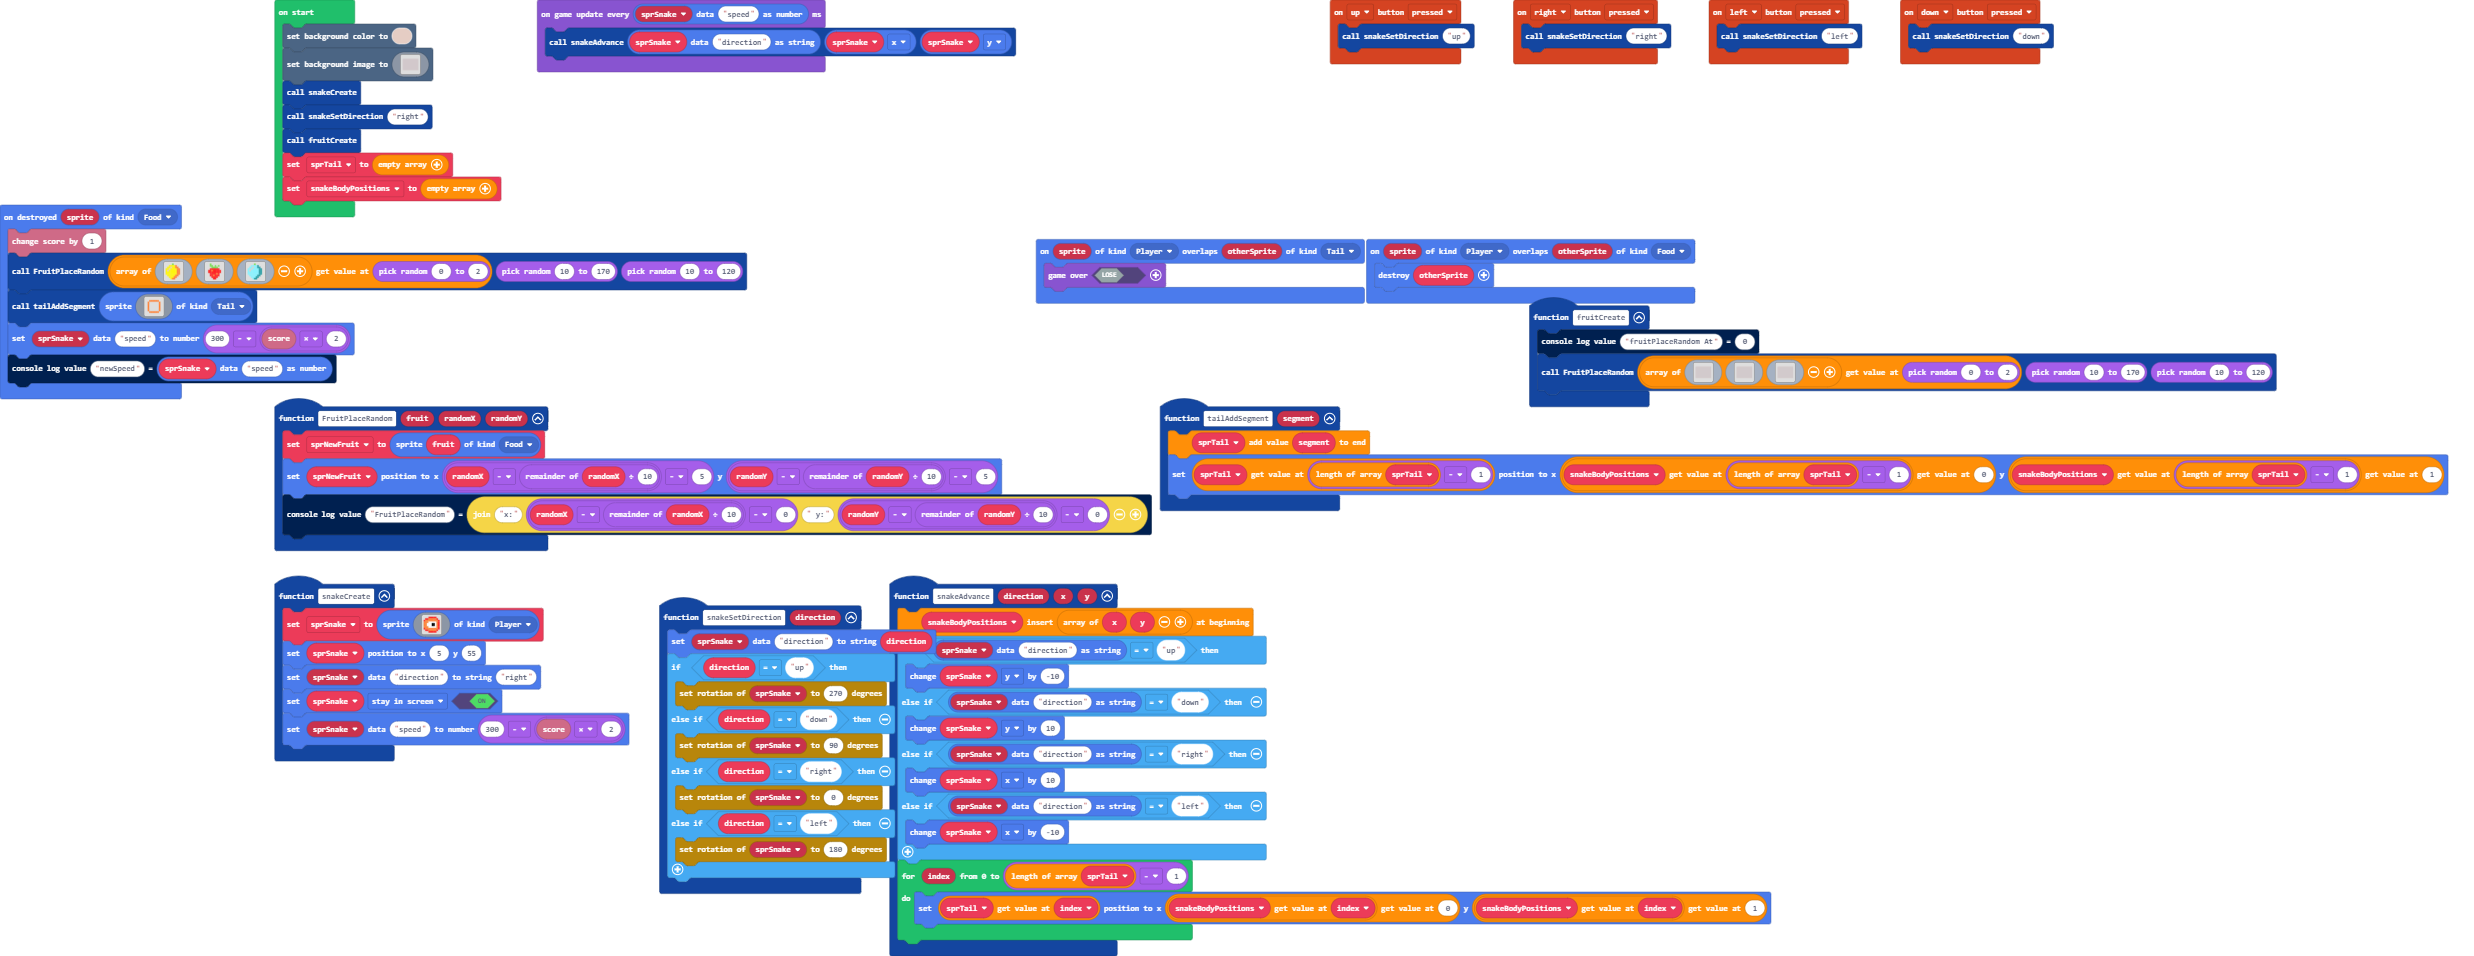 on start
set background color to
set background image to
call snakeCreate
call snakeSetDirection "right"
call fruitCreate
set sprTail to empty array
set snakeBodyPositions to empty array
on game update every sprSnake data "speed" as number ms
call snakeAdvance sprSnake data "direction" as string sprSnake x sprSnake y
on up button pressed
call snakeSetDirection "up"
on right button pressed
call snakeSetDirection "right"
on left button pressed
call snakeSetDirection "left"
on down button pressed
call snakeSetDirection "down"
on destroyed sprite of kind Food
change score by 1
call FruitPlaceRandom array of get value at pick random 0 to 2 pick random 10 to 170 pick random 10 to 120
call tailAddSegment sprite of kind Tail
set sprSnake data "speed" to number 300 - score × 2
console log value "newSpeed" = sprSnake data "speed" as number
on sprite of kind Player overlaps otherSprite of kind Tail
game over LOSE
on sprite of kind Player overlaps otherSprite of kind Food
destroy otherSprite
function fruitCreate
console log value "fruitPlaceRandom At" = 0
call FruitPlaceRandom array of get value at pick random 0 to 2 pick random 10 to 170 pick random 10 to 120
function FruitPlaceRandom fruit randomX randomY
set sprNewFruit to sprite fruit of kind Food
set sprNewFruit position to x randomX - remainder of randomX ÷ 10 - 5 y randomY - remainder of randomY ÷ 10 - 5
console log value "FruitPlaceRandom" = join "x:" randomX - remainder of randomX ÷ 10 - 0 " y:" randomY - remainder of randomY ÷ 10 - 0
function tailAddSegment segment
sprTail add value segment to end
set sprTail get value at length of array sprTail - 1 position to x snakeBodyPositions get value at length of array sprTail - 1 get value at 0 y snakeBodyPositions get value at length of array sprTail - 1 get value at 1
function snakeCreate
set sprSnake to sprite of kind Player
set sprSnake position to x 5 y 55
set sprSnake data "direction" to string "right"
set sprSnake stay in screen ON
set sprSnake data "speed" to number 300 - score × 2
function snakeSetDirection direction
set sprSnake data "direction" to string direction
if direction = "up" then
set rotation of sprSnake to 270 degrees
else if direction = "down" then
set rotation of sprSnake to 90 degrees
else if direction = "right" then
set rotation of sprSnake to 0 degrees
else if direction = "left" then
set rotation of sprSnake to 180 degrees
function snakeAdvance direction x y
snakeBodyPositions insert array of x y at beginning
sprSnake data "direction" as string = "up" then
change sprSnake y by -10
else if sprSnake data "direction" as string = "down" then
change sprSnake y by 10
else if sprSnake data "direction" as string = "right" then
change sprSnake x by 10
else if sprSnake data "direction" as string = "left" then
change sprSnake x by -10
for index from 0 to length of array sprTail - 1
do set sprTail get value at index position to x snakeBodyPositions get value at index get value at 0 y snakeBodyPositions get value at index get value at 1